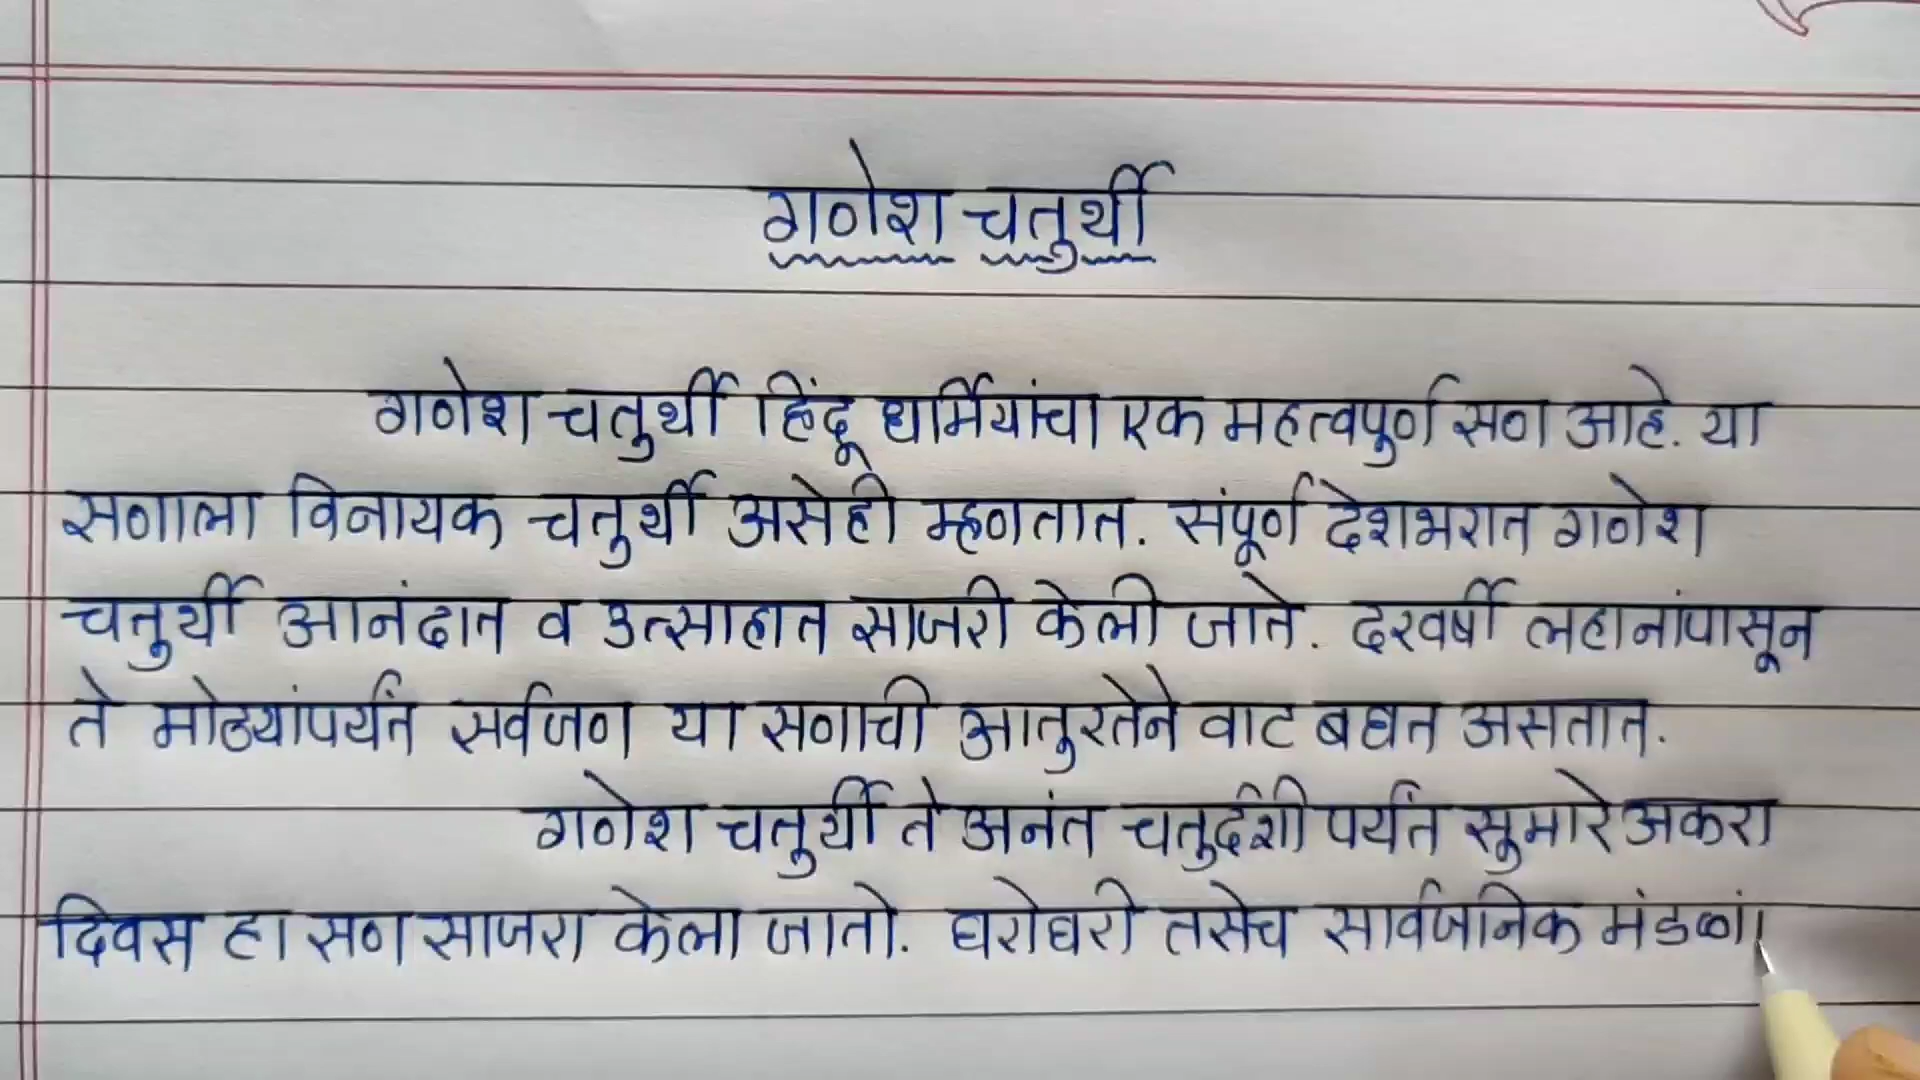 गणेश चतुर्थी
गणेश चतुर्थी हिंदू धर्मियांचा एक महत्वपुर्ण सण आहे. या
सणाला विनायक चतुर्थी असेही म्हणतात. संपूर्ण देशभरात गणेश
चतुर्थी आनंदात व उत्साहात साजरी केली जाते. दरवर्षी लहानांपासून
ते मोठ्यांपर्यंत सर्वजण या सणाची आतुरतेने वाट बघत असतात.
गणेश चतुर्थी ते अनंत चतुर्दशी पर्यंत सुमारे अकरा
दिवस हा सण साजरा केला जातो. घरोघरी तसेच सार्वजनिक